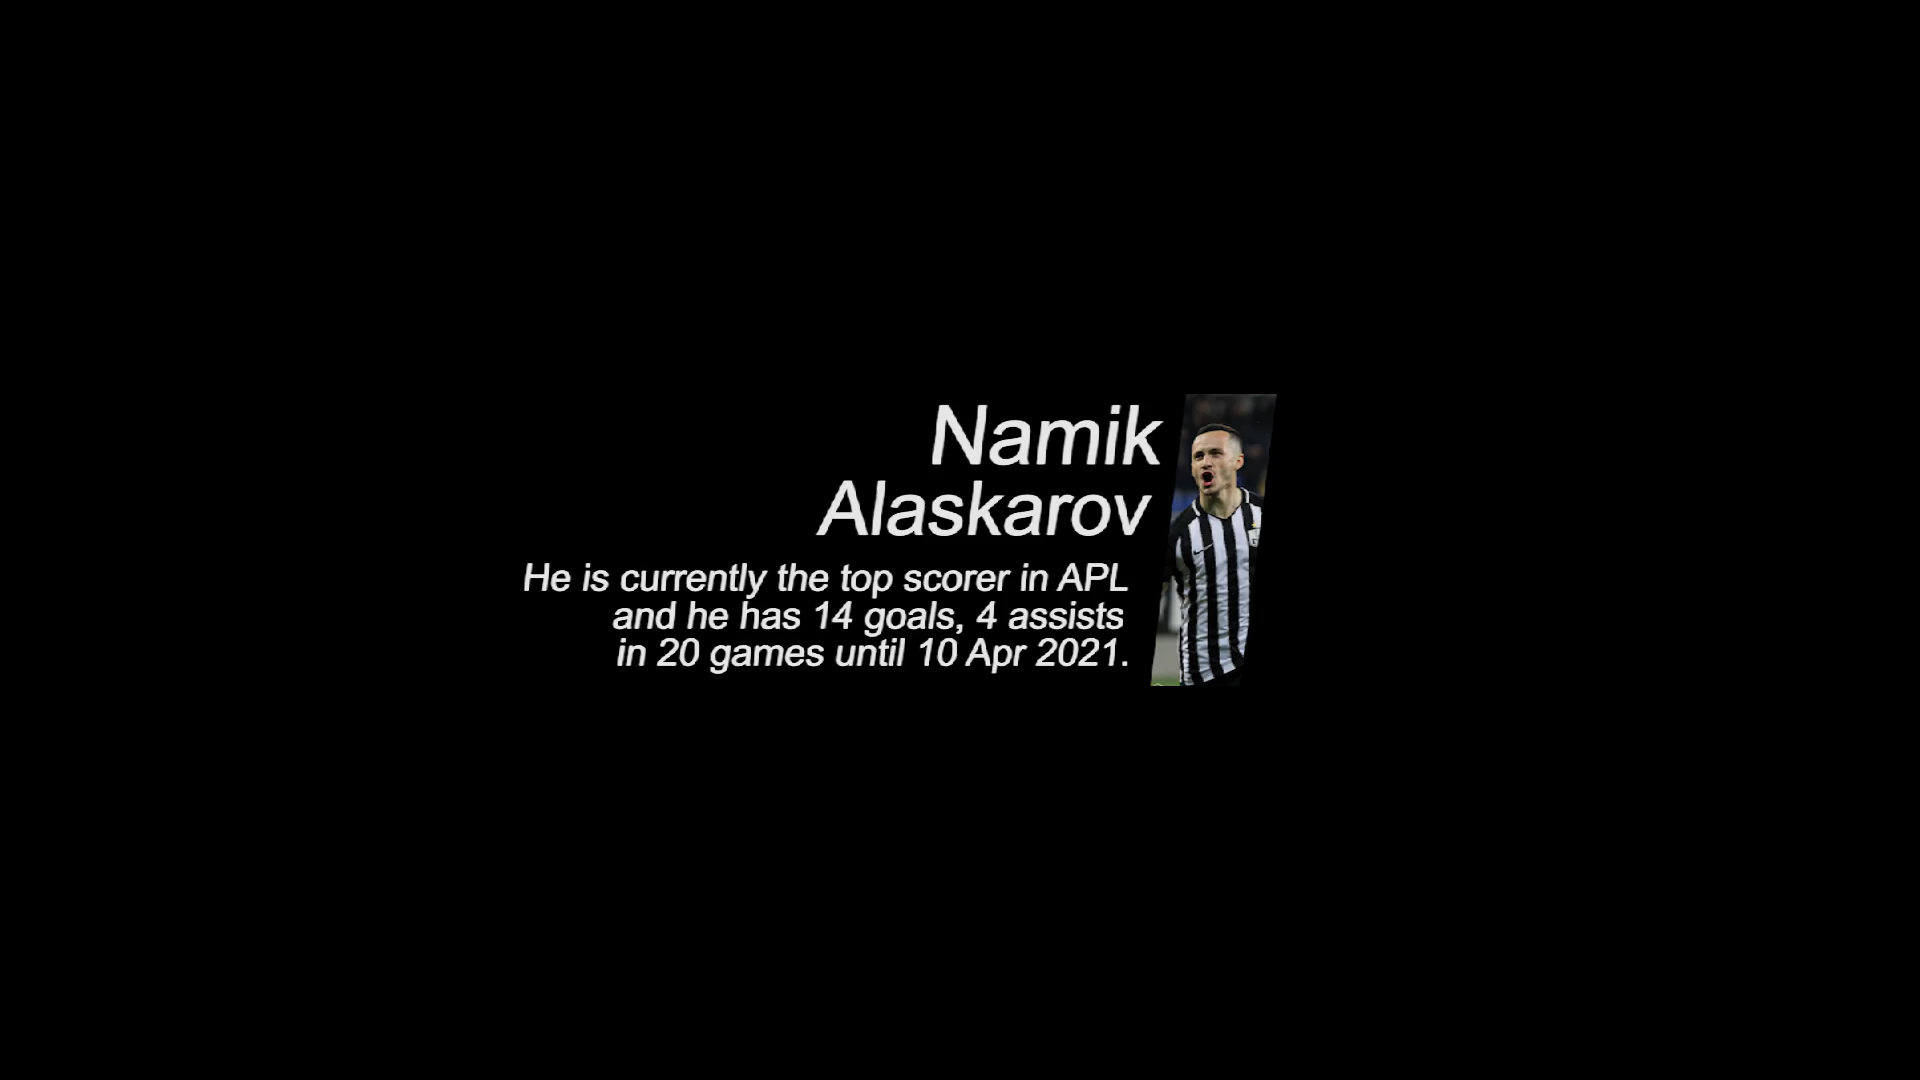 Namik
Alaskarov
He is currently the top scorer in APL
and he has 14 goals, 4 assists
in 20 games until 10 Apr 2021.